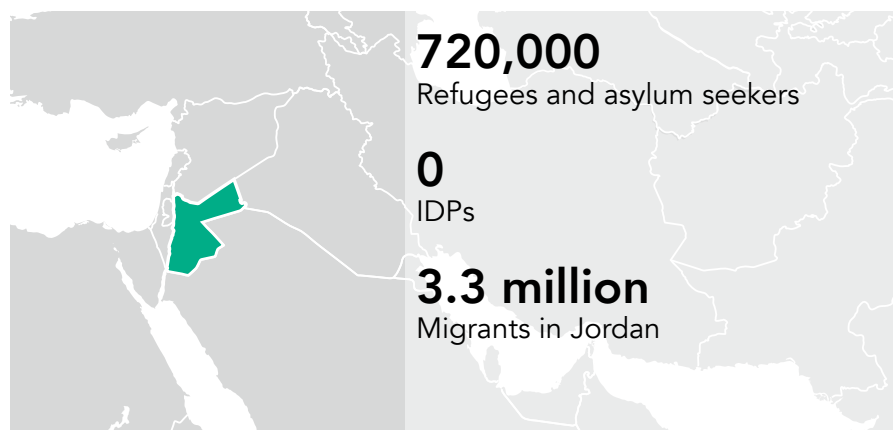 720,000
Refugees and asylum seekers
0
IDPs
3.3 million
Migrants in Jordan